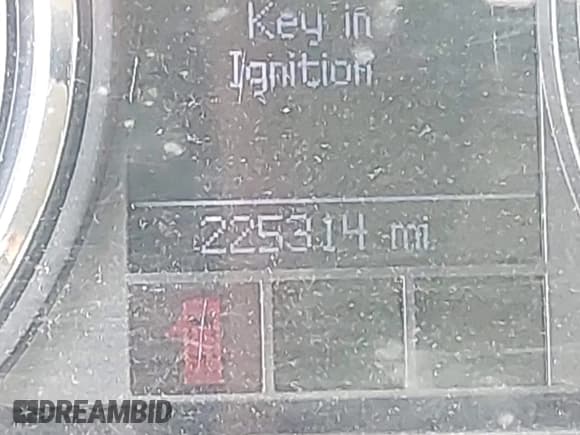 Key in
Ignition
225314 mi
DREAMBID